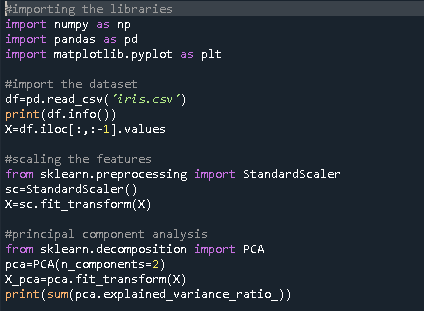 #importing the libraries
import numpy as np
import pandas as pd
import matplotlib.pyplot as plt
#import the dataset
df=pd.read_csv('iris.csv')
print(df.info())
X=df.iloc[:,:-1].values
#scaling the features
from sklearn.preprocessing import StandardScaler
sc=StandardScaler()
X=sc.fit_transform(X)
#principal component analysis
from sklearn.decomposition import PCA
pca=PCA(n_components=2)
X_pca=pca.fit_transform(X)
print(sum(pca.explained_variance_ratio_))